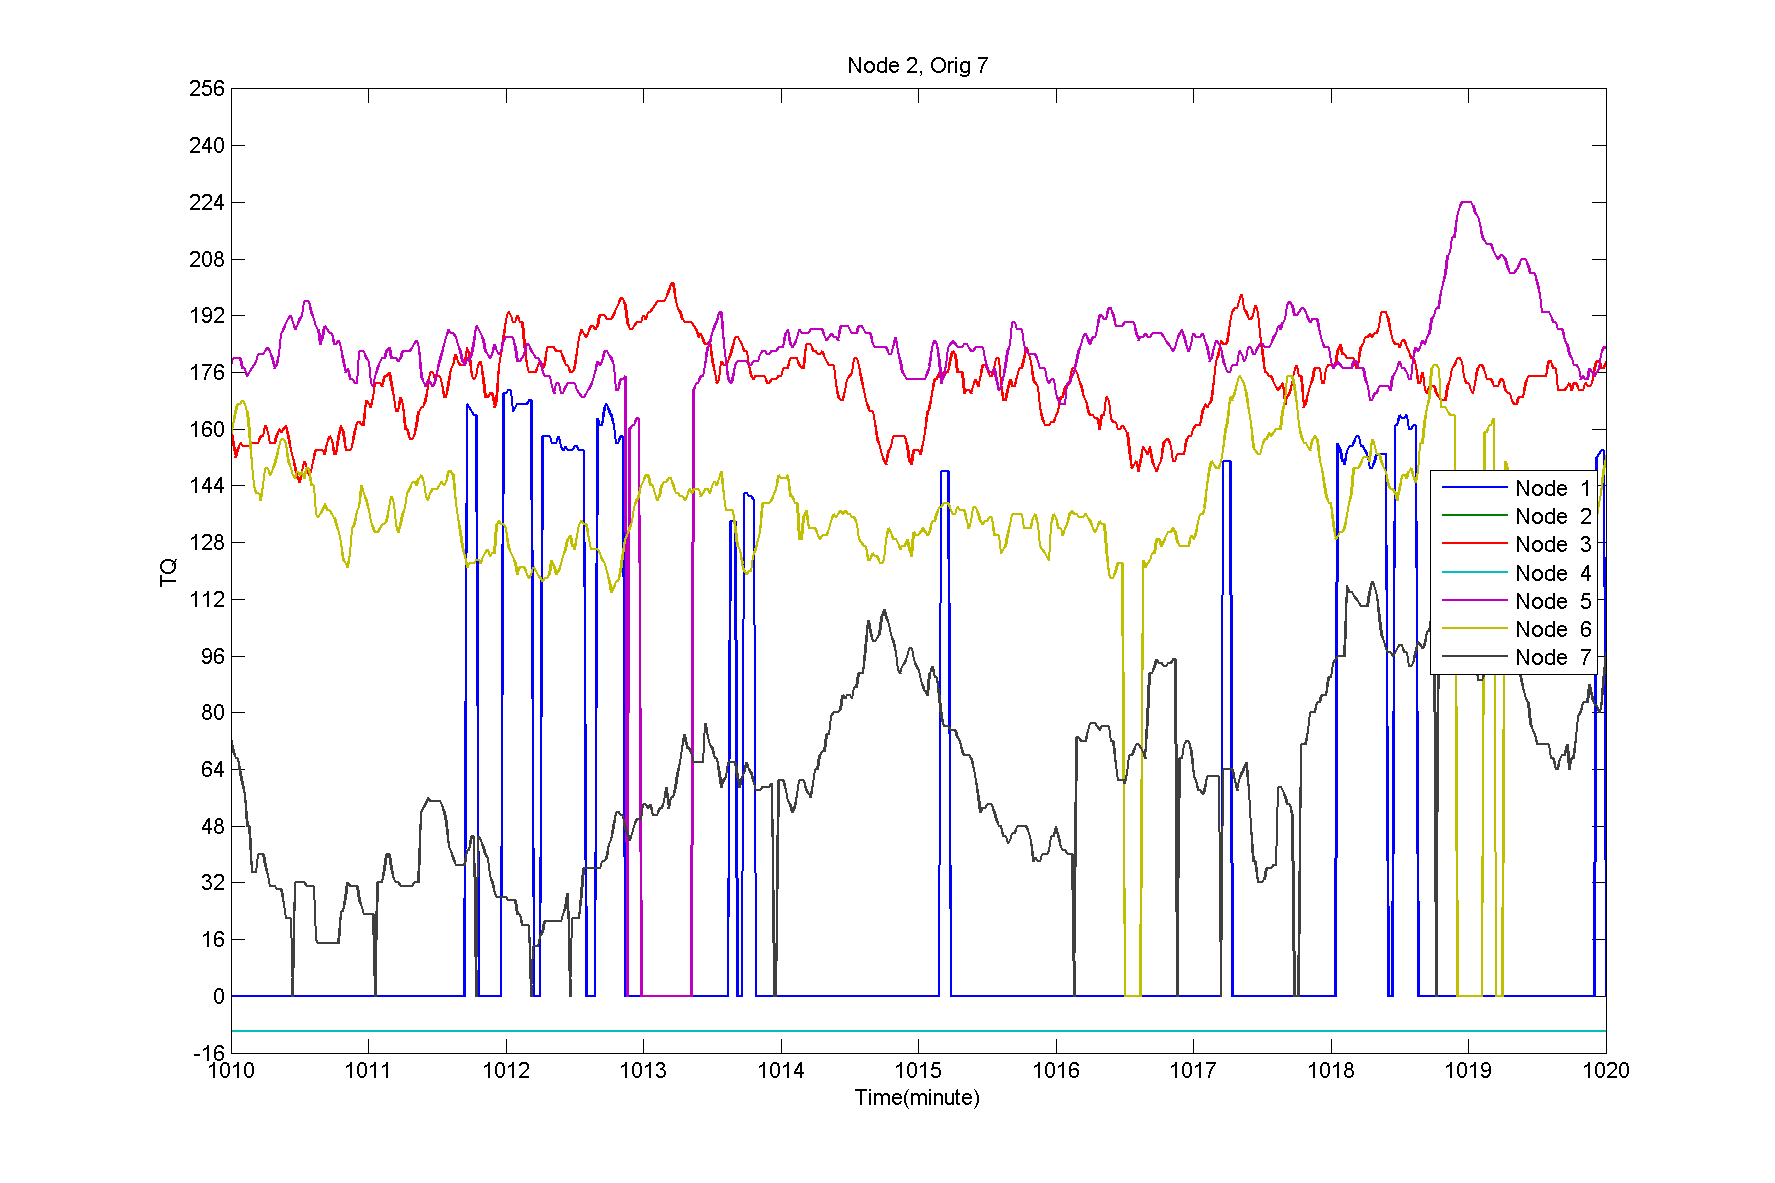 Node 2, Orig 7
256
240
224
208
192
176
160
144
128
112
96
80
64
48
32
16
0
-16
TQ
1010 1011 1012 1013 1014 1015 1016 1017 1018 1019 1020
Time(minute)
Node 1
Node 2
Node 3
Node 4
Node 5
Node 6
Node 7